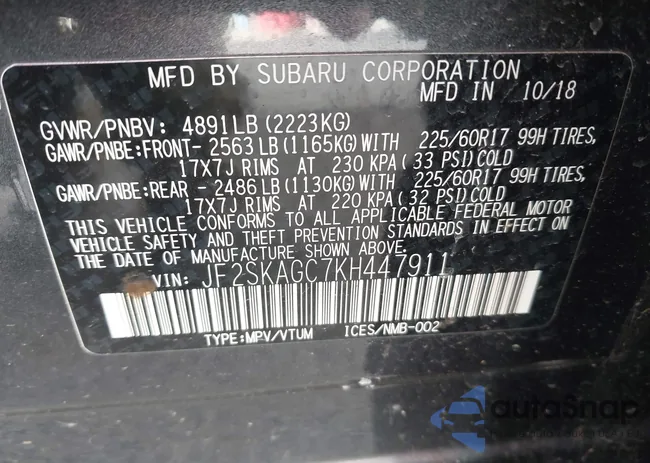 MFD BY SUBARU CORPORATION
MFD IN 10/18
GVWR/PNBV: 4891LB (2223KG)
GAWR/PNBE:FRONT- 2563 LB (1165KG) WITH 225/60R17 99H TIRES,
17X7J RIMS AT 230 KPA ( 33 PSI) COLD
GAWR/PNBE:REAR - 2486 LB (1130KG) WITH 225/60R17 99H TIRES,
17X7J RIMS AT 220 KPA ( 32 PSI) COLD
THIS VEHICLE CONFORMS TO ALL APPLICABLE FEDERAL MOTOR
VEHICLE SAFETY AND THEFT PREVENTION STANDARDS IN EFFECT ON
THE DATE OF MANUFACTURE SHOWN ABOVE.
VIN: JF2SKAGC7KH447911
TYPE:MPV/VTUM ICES/NMB-002
autoSnap